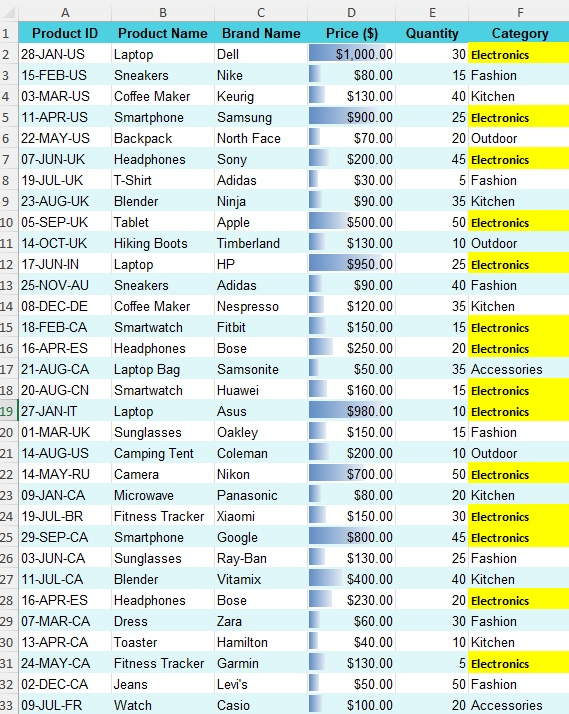 A B C D E F
1 Product ID Product Name Brand Name Price ($) Quantity Category
2 28-JAN-US Laptop Dell $1,000.00 30 Electronics
3 15-FEB-US Sneakers Nike $80.00 15 Fashion
4 03-MAR-US Coffee Maker Keurig $130.00 40 Kitchen
5 11-APR-US Smartphone Samsung $900.00 25 Electronics
6 22-MAY-US Backpack North Face $70.00 20 Outdoor
7 07-JUN-UK Headphones Sony $200.00 45 Electronics
8 19-JUL-UK T-Shirt Adidas $30.00 5 Fashion
9 23-AUG-UK Blender Ninja $90.00 35 Kitchen
10 05-SEP-UK Tablet Apple $500.00 50 Electronics
11 14-OCT-UK Hiking Boots Timberland $130.00 10 Outdoor
12 17-JUN-IN Laptop HP $950.00 25 Electronics
13 25-NOV-AU Sneakers Adidas $90.00 40 Fashion
14 08-DEC-DE Coffee Maker Nespresso $120.00 35 Kitchen
15 18-FEB-CA Smartwatch Fitbit $150.00 15 Electronics
16 16-APR-ES Headphones Bose $250.00 20 Electronics
17 21-AUG-CA Laptop Bag Samsonite $50.00 35 Accessories
18 20-AUG-CN Smartwatch Huawei $160.00 15 Electronics
19 27-JAN-IT Laptop Asus $980.00 10 Electronics
20 01-MAR-UK Sunglasses Oakley $150.00 15 Fashion
21 14-AUG-US Camping Tent Coleman $200.00 10 Outdoor
22 14-MAY-RU Camera Nikon $700.00 50 Electronics
23 09-JAN-CA Microwave Panasonic $80.00 20 Kitchen
24 19-JUL-BR Fitness Tracker Xiaomi $150.00 30 Electronics
25 29-SEP-CA Smartphone Google $800.00 45 Electronics
26 03-JUN-CA Sunglasses Ray-Ban $130.00 25 Fashion
27 11-JUL-CA Blender Vitamix $400.00 40 Kitchen
28 16-APR-ES Headphones Bose $230.00 20 Electronics
29 07-MAR-CA Dress Zara $60.00 30 Fashion
30 13-APR-CA Toaster Hamilton $40.00 10 Kitchen
31 24-MAY-CA Fitness Tracker Garmin $130.00 5 Electronics
32 02-DEC-CA Jeans Levi's $50.00 50 Fashion
33 09-JUL-FR Watch Casio $100.00 20 Accessories